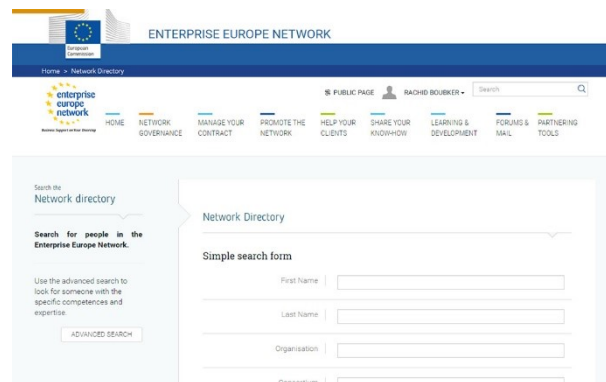 European
Commission
ENTERPRISE EUROPE NETWORK
Home > Network Directory
enterprise
europe
network
Business Support on Your Doorstep
PUBLIC PAGE
RACHID BOUBKER
Search
HOME
NETWORK
GOVERNANCE
MANAGE YOUR
CONTRACT
PROMOTE THE
NETWORK
HELP YOUR
CLIENTS
SHARE YOUR
KNOW-HOW
LEARNING &
DEVELOPMENT
FORUMS &
MAIL
PARTNERING
TOOLS
Search the
Network directory
Search for people in the
Enterprise Europe Network.
Use the advanced search to
look for someone with the
specific competences and
expertise.
ADVANCED SEARCH
Network Directory
Simple search form
First Name
Last Name
Organisation
Consortium